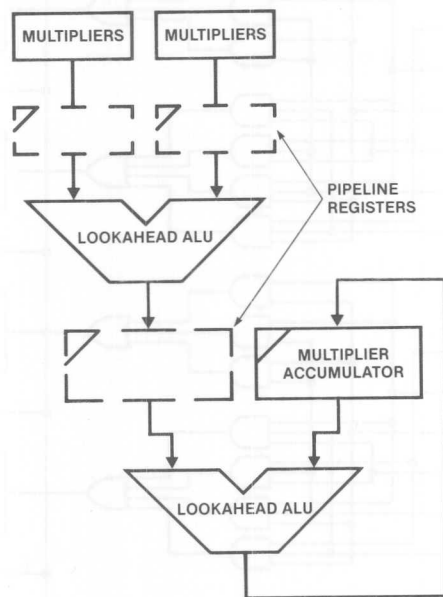 MULTIPLIERS
MULTIPLIERS
PIPELINE
REGISTERS
LOOKAHEAD ALU
MULTIPLIER
ACCUMULATOR
LOOKAHEAD ALU